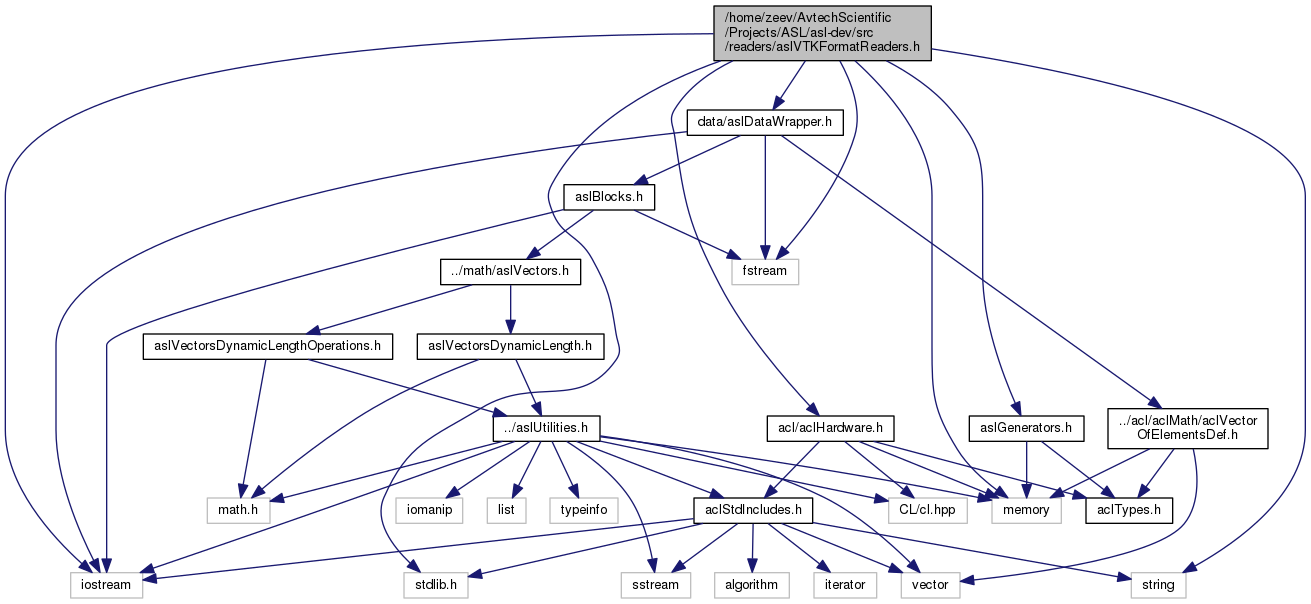 /home/zeev/AvtechScientific
/Projects/ASL/asl-dev/src
/readers/aslVTKFormatReaders.h
data/aslDataWrapper.h
aslBlocks.h
../math/aslVectors.h
fstream
aslVectorsDynamicLengthOperations.h
aslVectorsDynamicLength.h
../aslUtilities.h
acl/aclHardware.h
aslGenerators.h
../acl/aclMath/aclVector
OfElementsDef.h
math.h
iomanip
list
typeinfo
aclStdIncludes.h
CL/cl.hpp
memory
aclTypes.h
iostream
stdlib.h
sstream
algorithm
iterator
vector
string